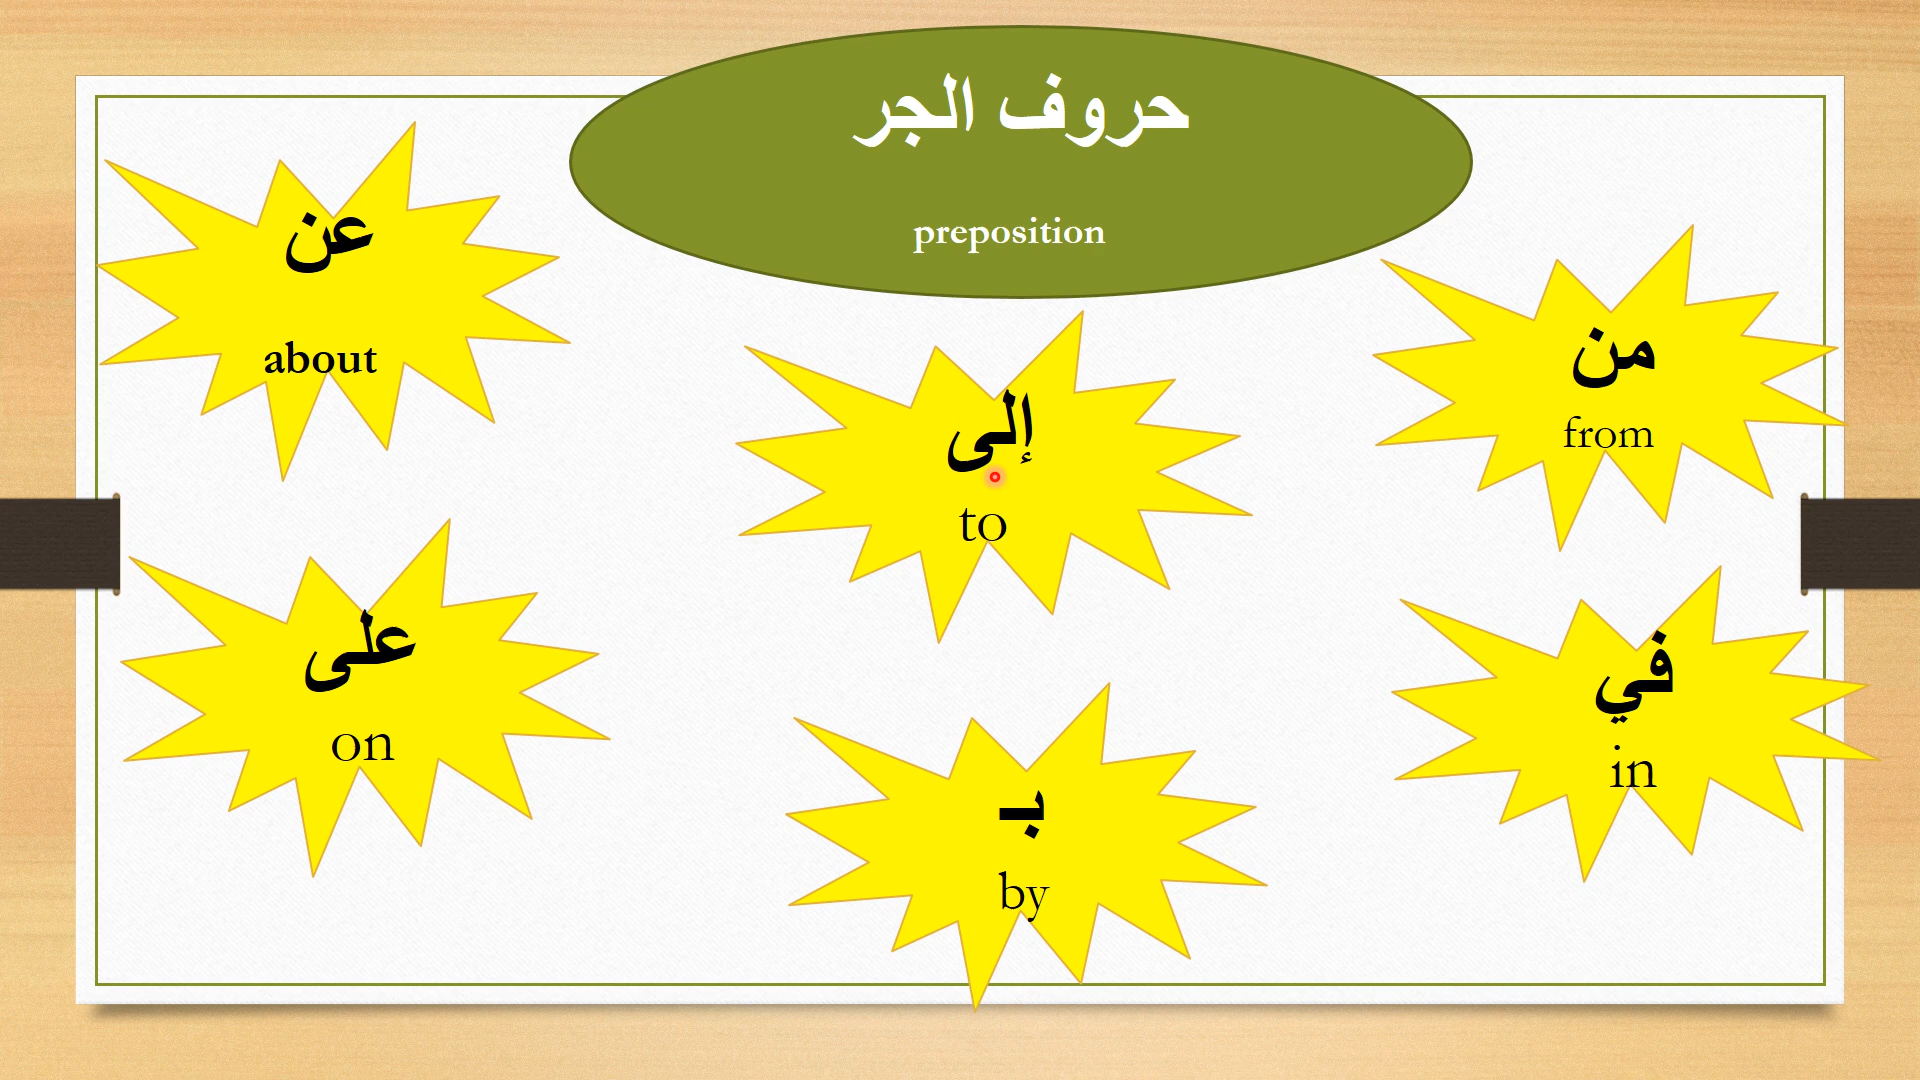 حروف الجر
preposition
من
from
إلى
to
عن
about
في
in
بـ
by
على
on